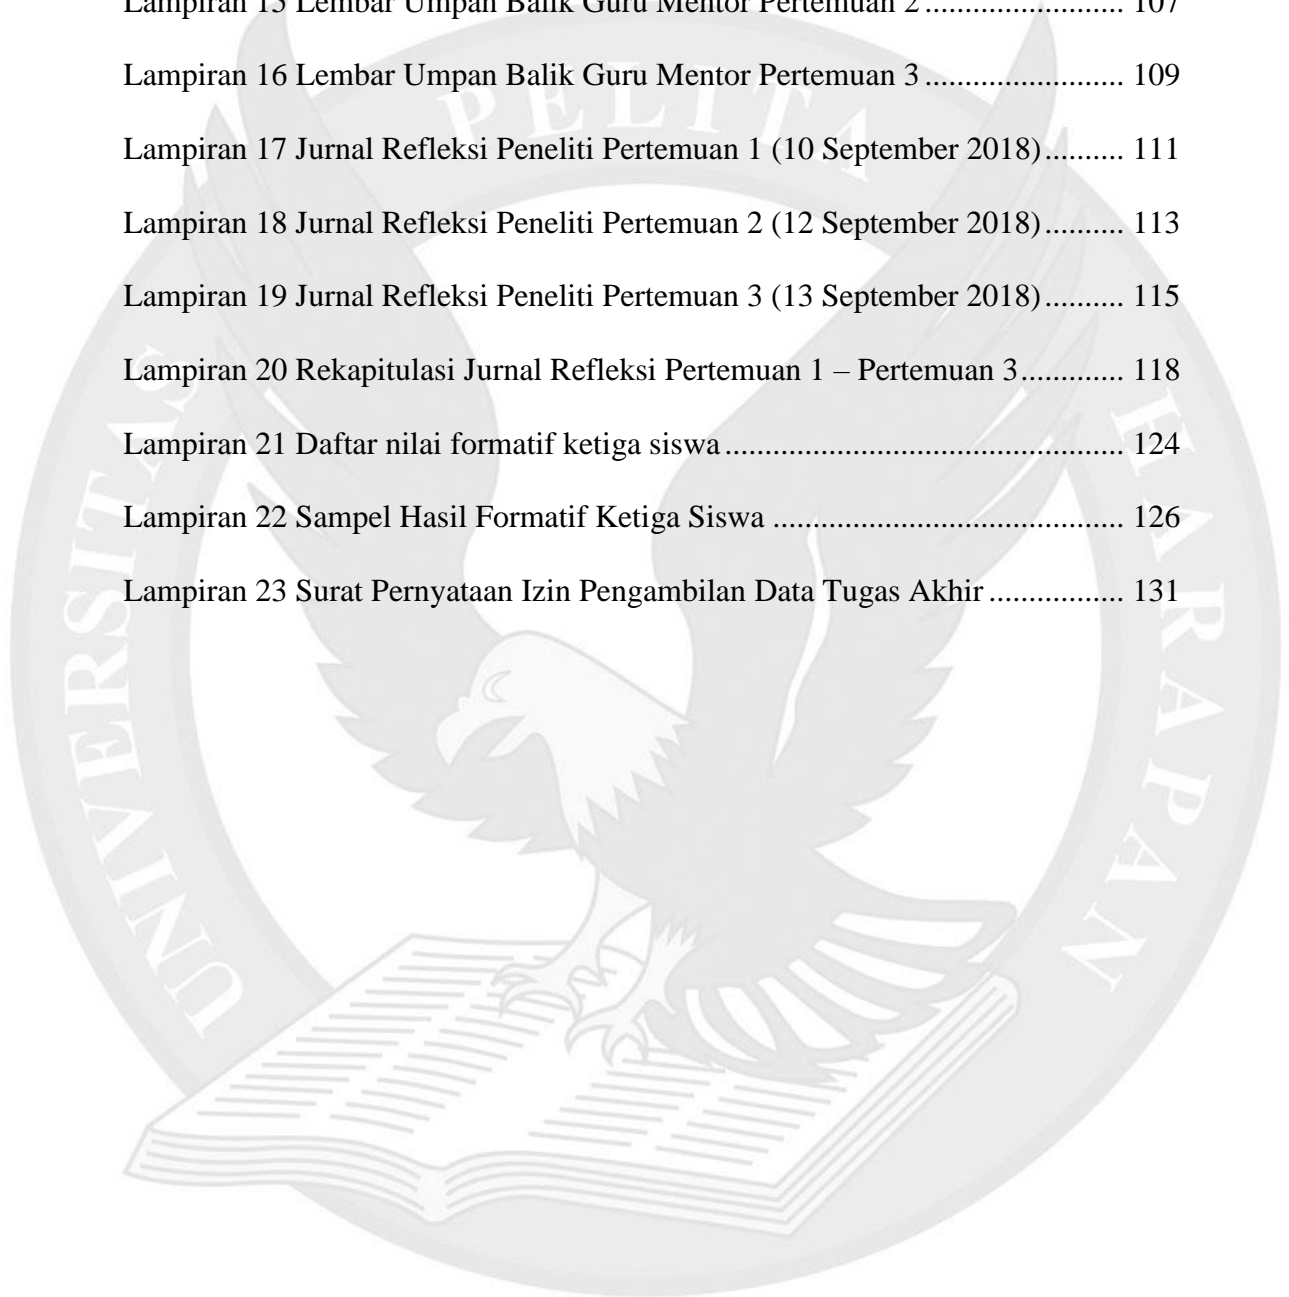 Lampiran 15 Lembar Umpan Balik Guru Mentor Pertemuan 2 ........................ 107
Lampiran 16 Lembar Umpan Balik Guru Mentor Pertemuan 3 ........................ 109
Lampiran 17 Jurnal Refleksi Peneliti Pertemuan 1 (10 September 2018).......... 111
Lampiran 18 Jurnal Refleksi Peneliti Pertemuan 2 (12 September 2018).......... 113
Lampiran 19 Jurnal Refleksi Peneliti Pertemuan 3 (13 September 2018).......... 115
Lampiran 20 Rekapitulasi Jurnal Refleksi Pertemuan 1 – Pertemuan 3............. 118
Lampiran 21 Daftar nilai formatif ketiga siswa ................................................. 124
Lampiran 22 Sampel Hasil Formatif Ketiga Siswa ........................................... 126
Lampiran 23 Surat Pernyataan Izin Pengambilan Data Tugas Akhir ................. 131
UNIVERSITAS PELITA HARAPAN